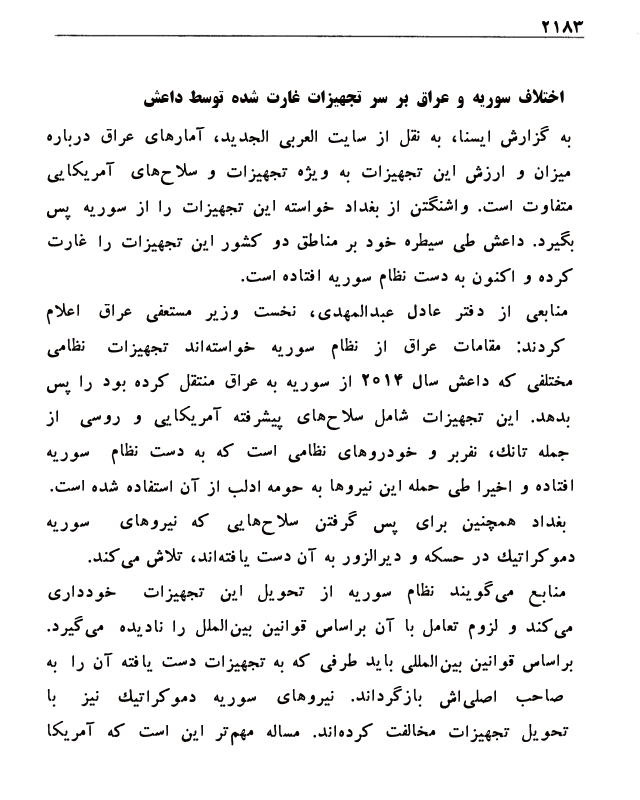 ۲۱۸۳
اختلاف سوریه و عراق بر سر تجهیزات غارت شده توسط داعش
به گزارش ایسنا، به نقل از سایت العربی الجدید، آمارهای عراق درباره
میزان و ارزش این تجهیزات به ویژه تجهیزات و سلاح‌های آمریکایی
متفاوت است. واشنگتن از بغداد خواسته این تجهیزات را از سوریه پس
بگیرد. داعش طی سیطره خود بر مناطق دو کشور این تجهیزات را غارت
کرده و اکنون به دست نظام سوریه افتاده است.
منابعی از دفتر عادل عبدالمهدی، نخست وزیر مستعفی عراق اعلام
کردند: مقامات عراق از نظام سوریه خواسته‌اند تجهیزات نظامی
مختلفی که داعش سال ۲۰۱۴ از سوریه به عراق منتقل کرده بود را پس
بدهد. این تجهیزات شامل سلاح‌های پیشرفته آمریکایی و روسی از
جمله تانك، نفربر و خودروهای نظامی است که به دست نظام سوریه
افتاده و اخیرا طی حمله این نیروها به حومه ادلب از آن استفاده شده است.
بغداد همچنین برای پس گرفتن سلاح‌هایی که نیروهای سوریه
دموکراتیك در حسکه و دیرالزور به آن دست یافته‌اند، تلاش می‌کند.
منابع می‌گویند نظام سوریه از تحویل این تجهیزات خودداری
می‌کند و لزوم تعامل با آن براساس قوانین بین‌الملل را نادیده می‌گیرد.
براساس قوانین بین‌المللی باید طرفی که به تجهیزات دست یافته آن را به
صاحب اصلی‌اش بازگرداند. نیروهای سوریه دموکراتیك نیز با
تحویل تجهیزات مخالفت کرده‌اند. مساله مهم‌تر این است که آمریکا